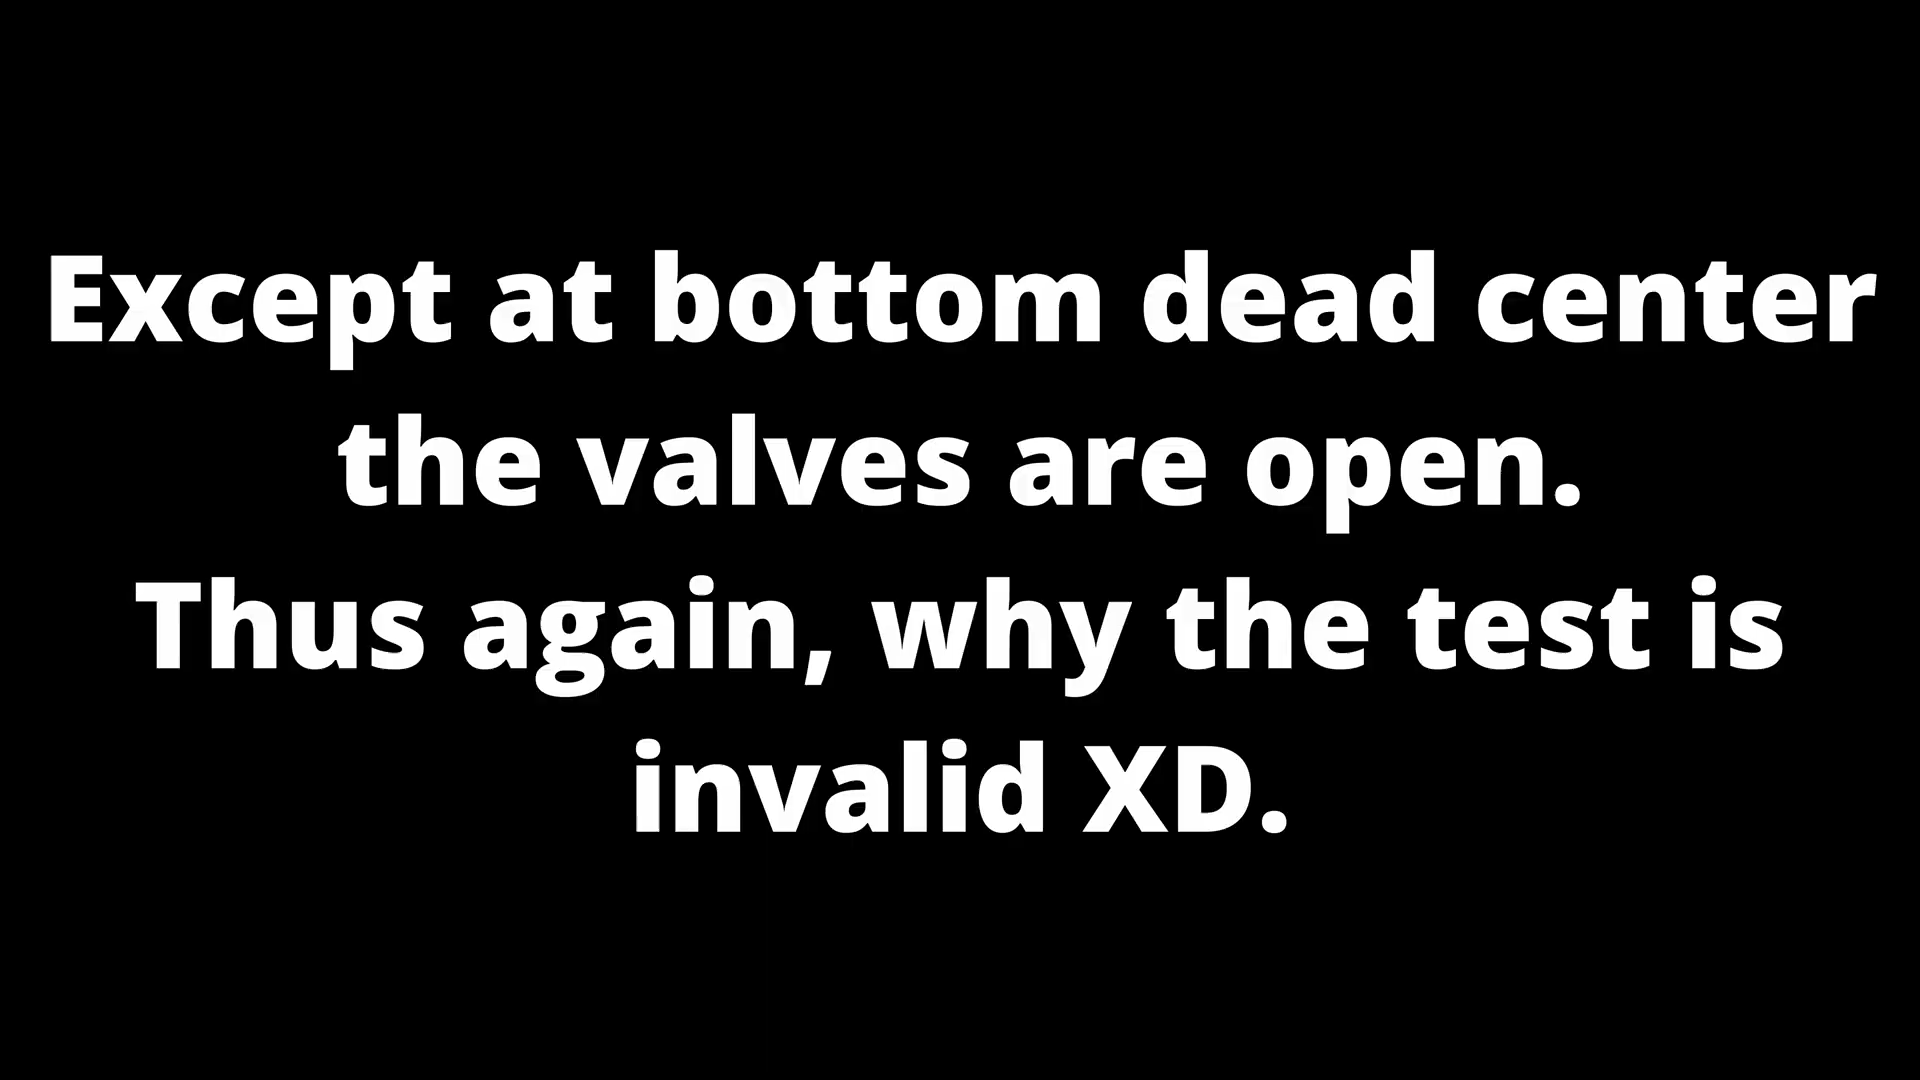 Except at bottom dead center
the valves are open.
Thus again, why the test is
invalid XD.